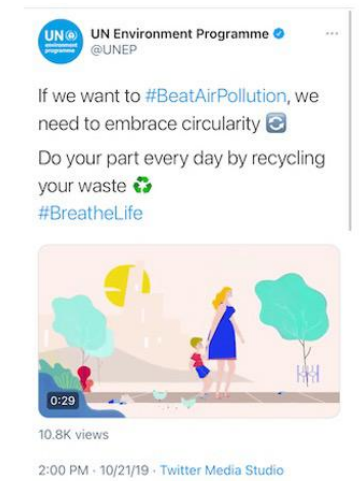 UN
environment
programme
UN Environment Programme
@UNEP
If we want to #BeatAirPollution, we
need to embrace circularity 🔄
Do your part every day by recycling
your waste ♻️
#BreatheLife
0:29
10.8K views
2:00 PM · 10/21/19 · Twitter Media Studio